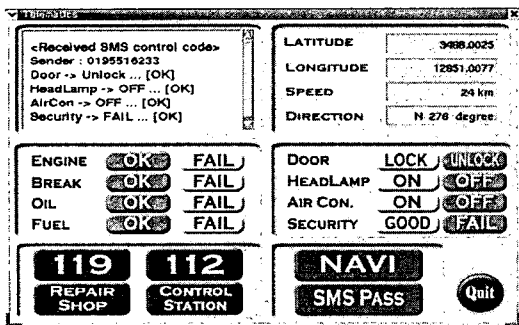 <Received SMS control code>
Sender : 0195516233
Door -> Unlock ... [OK]
HeadLamp -> OFF ... [OK]
AirCon -> OFF ... [OK]
Security -> FAIL ... [OK]
LATITUDE 3488.0025
LONGITUDE 12851.0077
SPEED 24 km
DIRECTION N 276 degree
ENGINE OK FAIL
BREAK OK FAIL
OIL OK FAIL
FUEL OK FAIL
DOOR LOCK UNLOCK
HEADLAMP ON OFF
AIR CON. ON OFF
SECURITY GOOD FAIL
119 112
REPAIR SHOP
CONTROL STATION
NAVI
SMS PASS
Quit